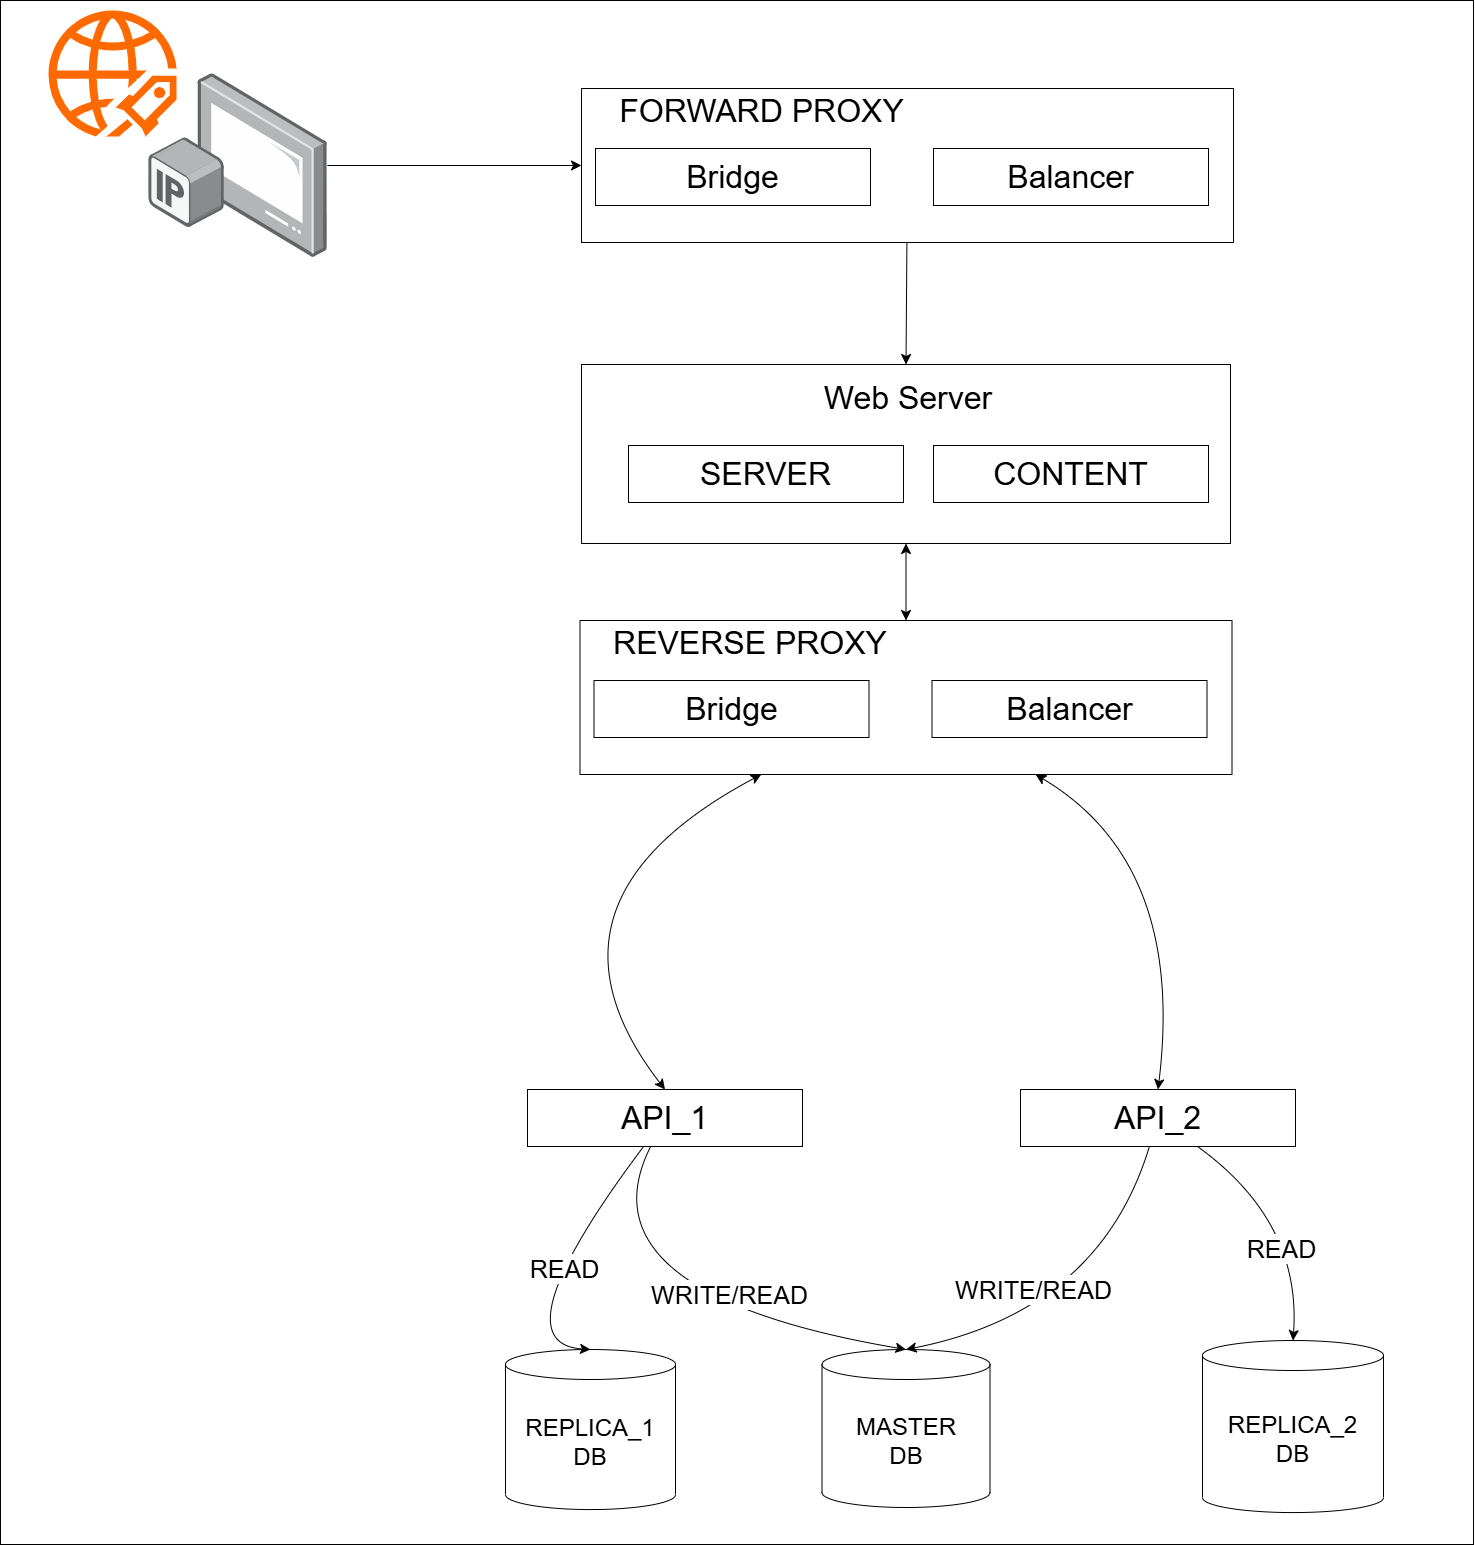 IP
FORWARD PROXY
Bridge
Balancer
Web Server
SERVER
CONTENT
REVERSE PROXY
Bridge
Balancer
API_1
API_2
READ
WRITE/READ
WRITE/READ
READ
REPLICA_1
DB
MASTER
DB
REPLICA_2
DB